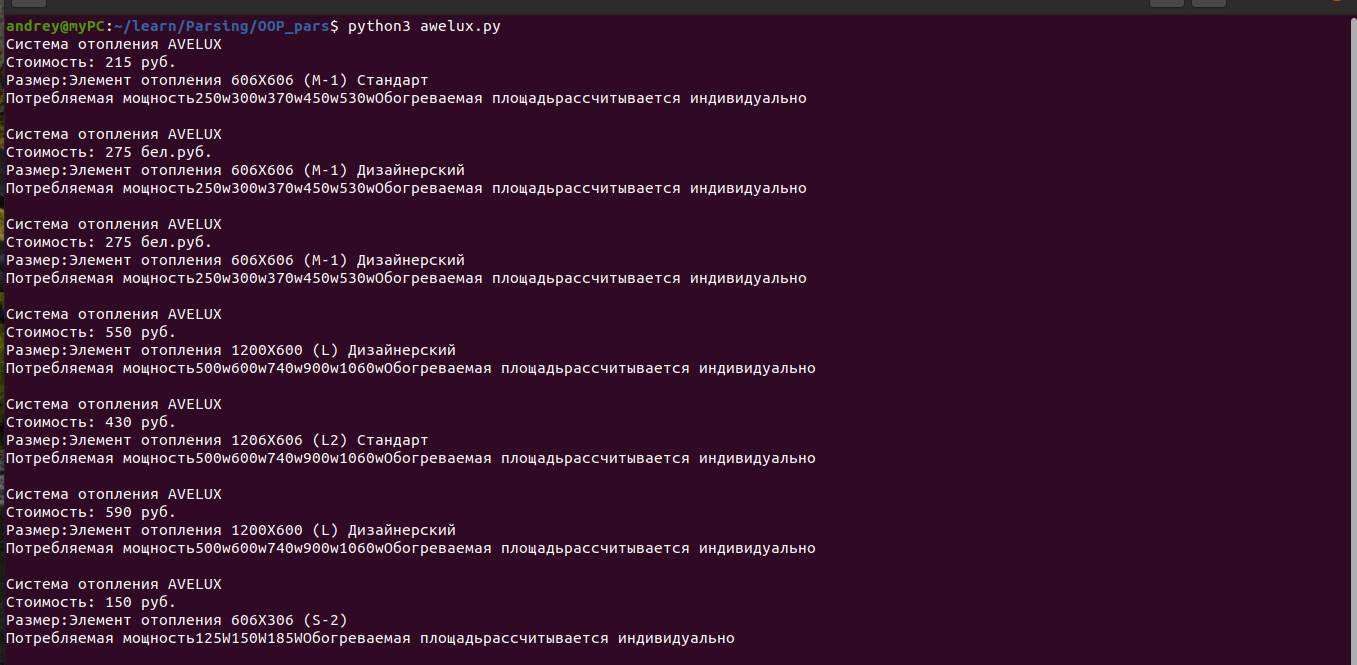 andrey@myPC:~/learn/Parsing/OOP_pars$ python3 awelux.py
Система отопления AVELUX
Стоимость: 215 руб.
Размер:Элемент отопления 606X606 (M-1) Стандарт
Потребляемая мощность250w300w370w450w530wОбогреваемая площадьрассчитывается индивидуально

Система отопления AVELUX
Стоимость: 275 бел.руб.
Размер:Элемент отопления 606X606 (M-1) Дизайнерский
Потребляемая мощность250w300w370w450w530wОбогреваемая площадьрассчитывается индивидуально

Система отопления AVELUX
Стоимость: 275 бел.руб.
Размер:Элемент отопления 606X606 (M-1) Дизайнерский
Потребляемая мощность250w300w370w450w530wОбогреваемая площадьрассчитывается индивидуально

Система отопления AVELUX
Стоимость: 550 руб.
Размер:Элемент отопления 1200X600 (L) Дизайнерский
Потребляемая мощность500w600w740w900w1060wОбогреваемая площадьрассчитывается индивидуально

Система отопления AVELUX
Стоимость: 430 руб.
Размер:Элемент отопления 1206X606 (L2) Стандарт
Потребляемая мощность500w600w740w900w1060wОбогреваемая площадьрассчитывается индивидуально

Система отопления AVELUX
Стоимость: 590 руб.
Размер:Элемент отопления 1200X600 (L) Дизайнерский
Потребляемая мощность500w600w740w900w1060wОбогреваемая площадьрассчитывается индивидуально

Система отопления AVELUX
Стоимость: 150 руб.
Размер:Элемент отопления 606X306 (S-2)
Потребляемая мощность125W150W185WОбогреваемая площадьрассчитывается индивидуально